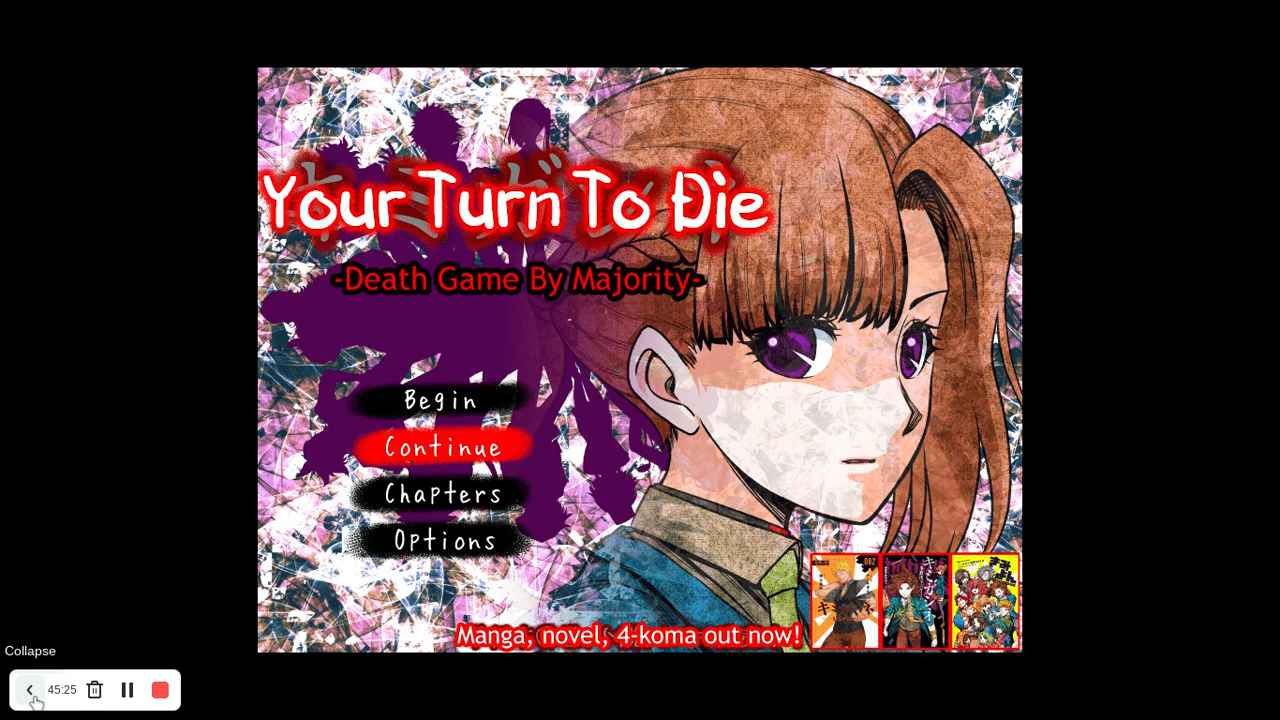 Your Turn To Die
-Death Game By Majority-
Begin
Continue
Chapters
Options
Manga, novel, 4-koma out now!
Collapse
45:25